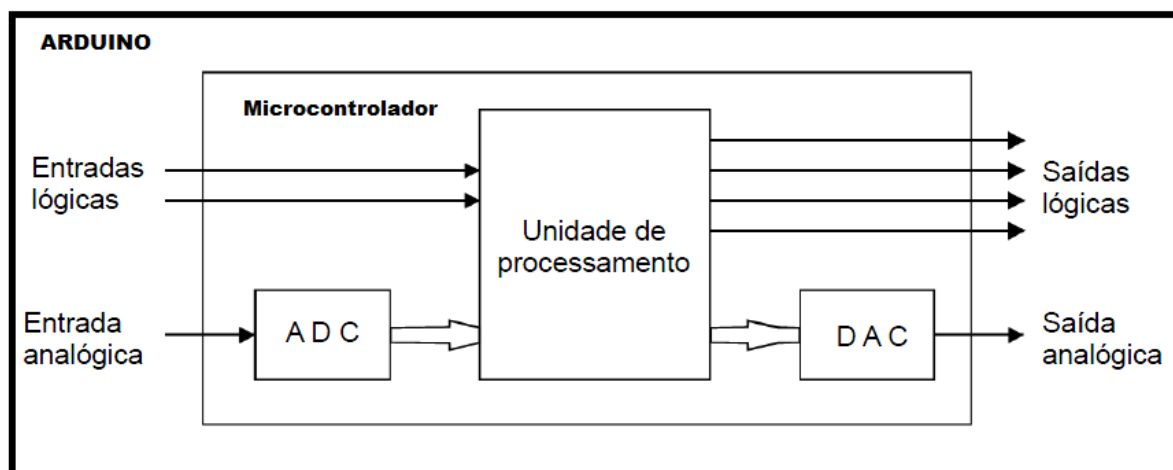 ARDUINO
Microcontrolador
Entradas
lógicas
Unidade de
processamento
Saídas
lógicas
Entrada
analógica
A D C
D A C
Saída
analógica